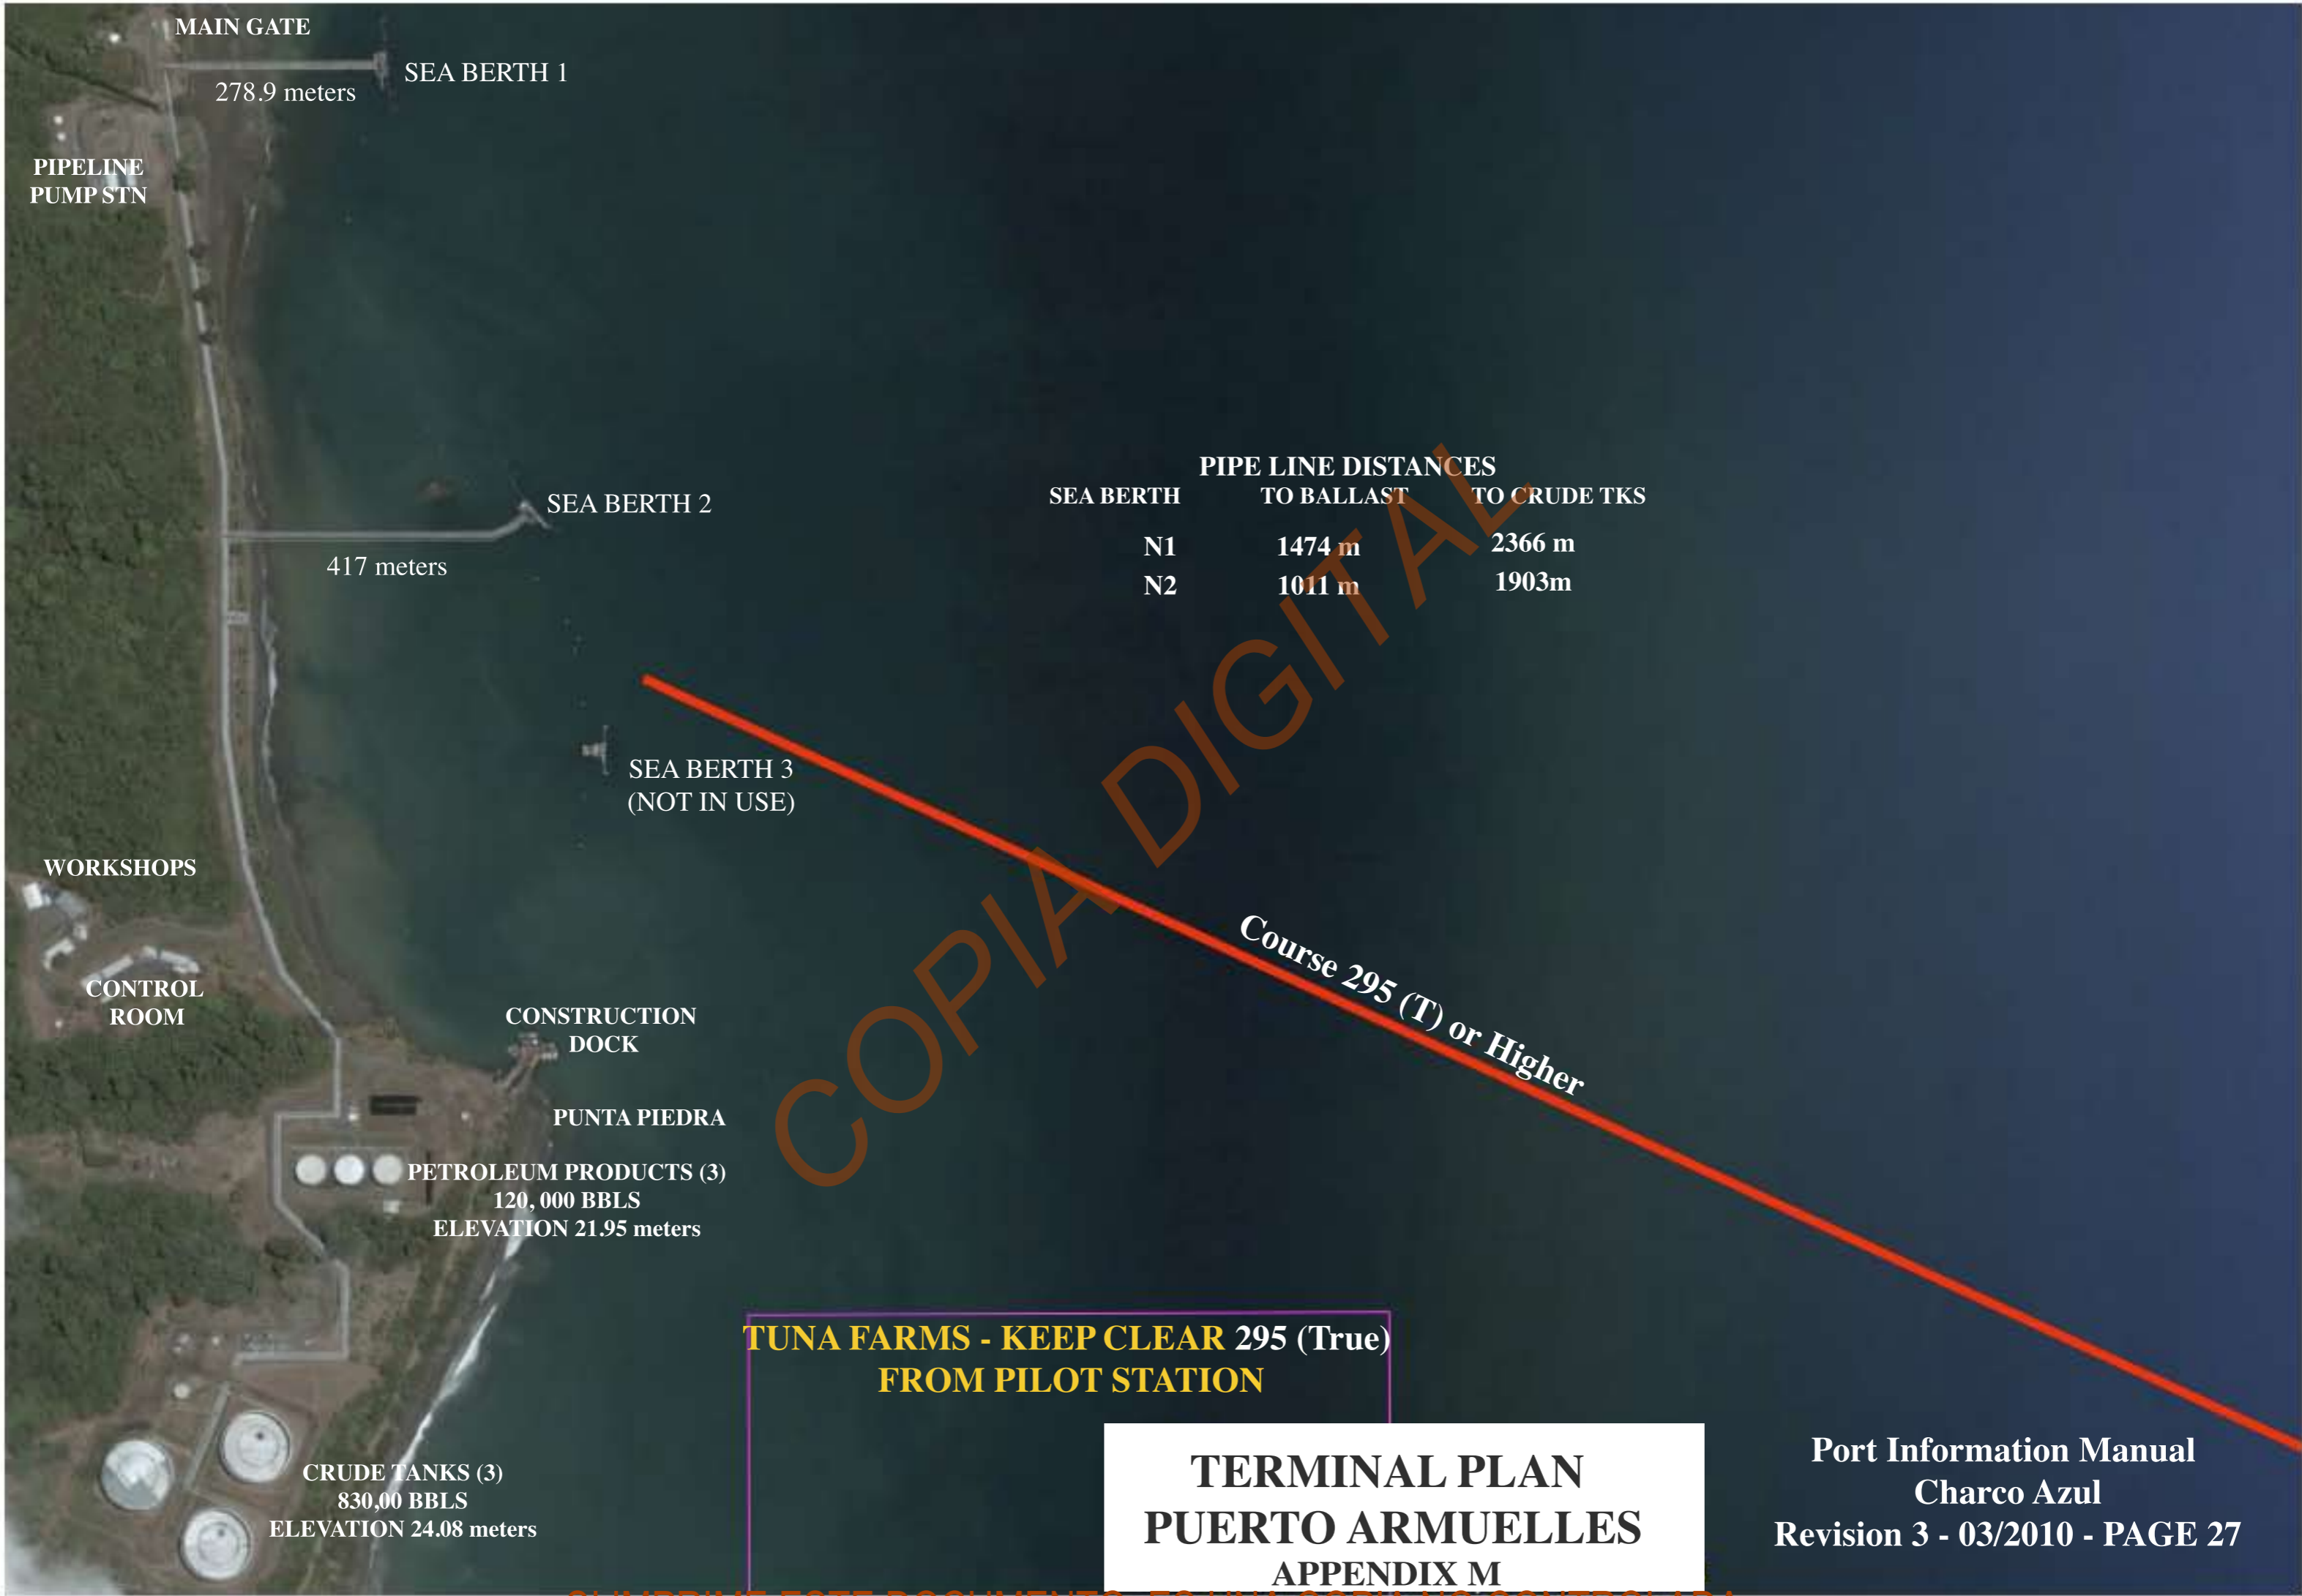 MAIN GATE
SEA BERTH 1
278.9 meters
PIPELINE
PUMP STN
SEA BERTH 2
417 meters
PIPE LINE DISTANCES
SEA BERTH TO BALLAST TO CRUDE TKS
N1 1474 m 2366 m
N2 1011 m 1903m
SEA BERTH 3
(NOT IN USE)
COPIA DIGITAL
WORKSHOPS
CONTROL
ROOM
Course 295 (T) or Higher
CONSTRUCTION
DOCK
PUNTA PIEDRA
PETROLEUM PRODUCTS (3)
120, 000 BBLS
ELEVATION 21.95 meters
TUNA FARMS - KEEP CLEAR 295 (True)
FROM PILOT STATION
CRUDE TANKS (3)
830,00 BBLS
ELEVATION 24.08 meters
TERMINAL PLAN
PUERTO ARMUELLES
APPENDIX M
Port Information Manual
Charco Azul
Revision 3 - 03/2010 - PAGE 27